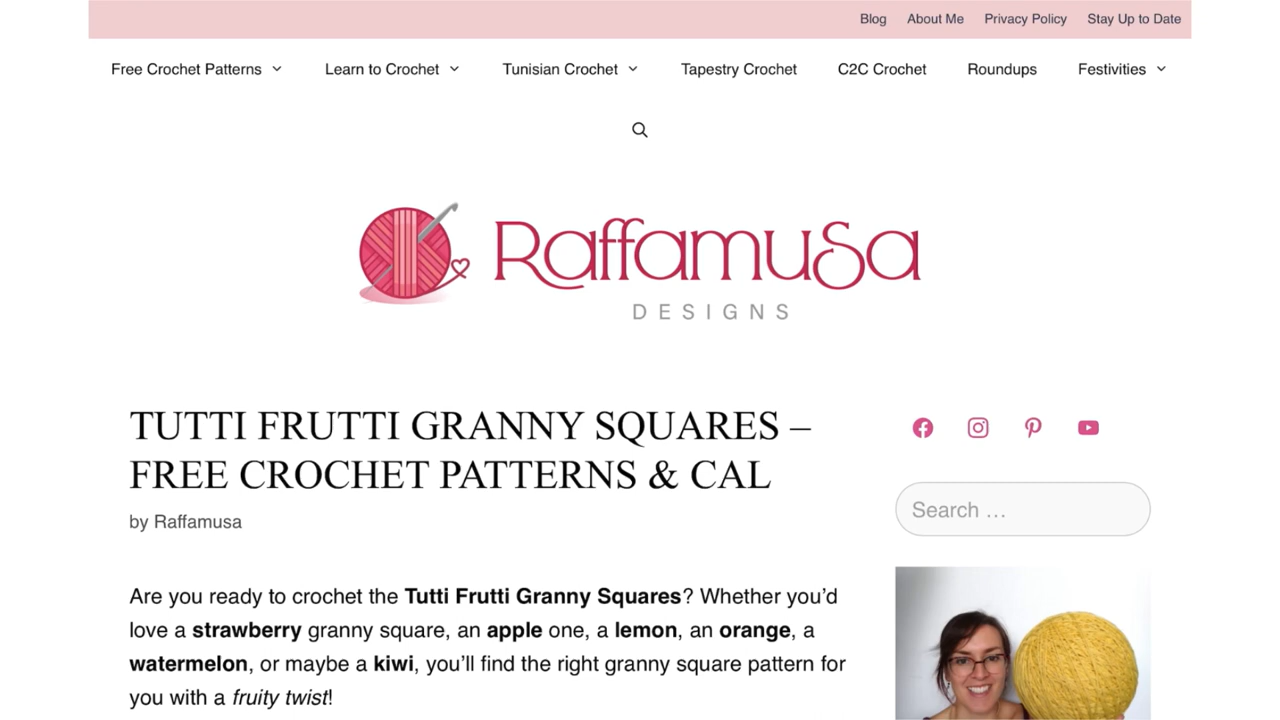 Blog About Me Privacy Policy Stay Up to Date
Free Crochet Patterns Learn to Crochet Tunisian Crochet Tapestry Crochet C2C Crochet Roundups Festivities
RaffamuSa
DESIGNS
TUTTI FRUTTI GRANNY SQUARES –
FREE CROCHET PATTERNS & CAL
by Raffamusa
Search …
Are you ready to crochet the Tutti Frutti Granny Squares? Whether you’d
love a strawberry granny square, an apple one, a lemon, an orange, a
watermelon, or maybe a kiwi, you’ll find the right granny square pattern for
you with a fruity twist!